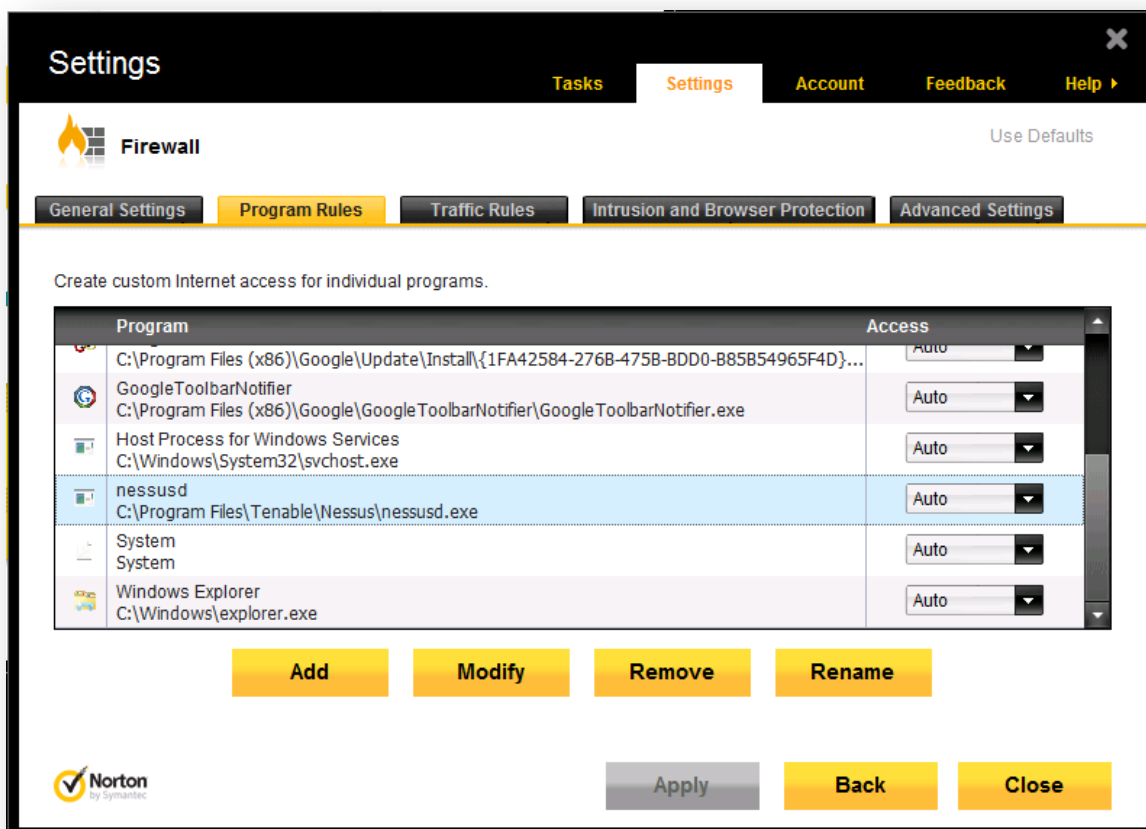 Settings
Tasks Settings Account Feedback Help
Firewall
Use Defaults
General Settings Program Rules Traffic Rules Intrusion and Browser Protection Advanced Settings
Create custom Internet access for individual programs.
Program Access
Auto
C:\Program Files (x86)\Google\Update\Install\{1FA42584-276B-475B-BDD0-B85B54965F4D}...
GoogleToolbarNotifier
C:\Program Files (x86)\Google\GoogleToolbarNotifier\GoogleToolbarNotifier.exe
Auto
Host Process for Windows Services
C:\Windows\System32\svchost.exe
Auto
nessusd
C:\Program Files\Tenable\Nessus\nessusd.exe
Auto
System
System
Auto
Windows Explorer
C:\Windows\explorer.exe
Auto
Add Modify Remove Rename
Norton
by Symantec
Apply Back Close